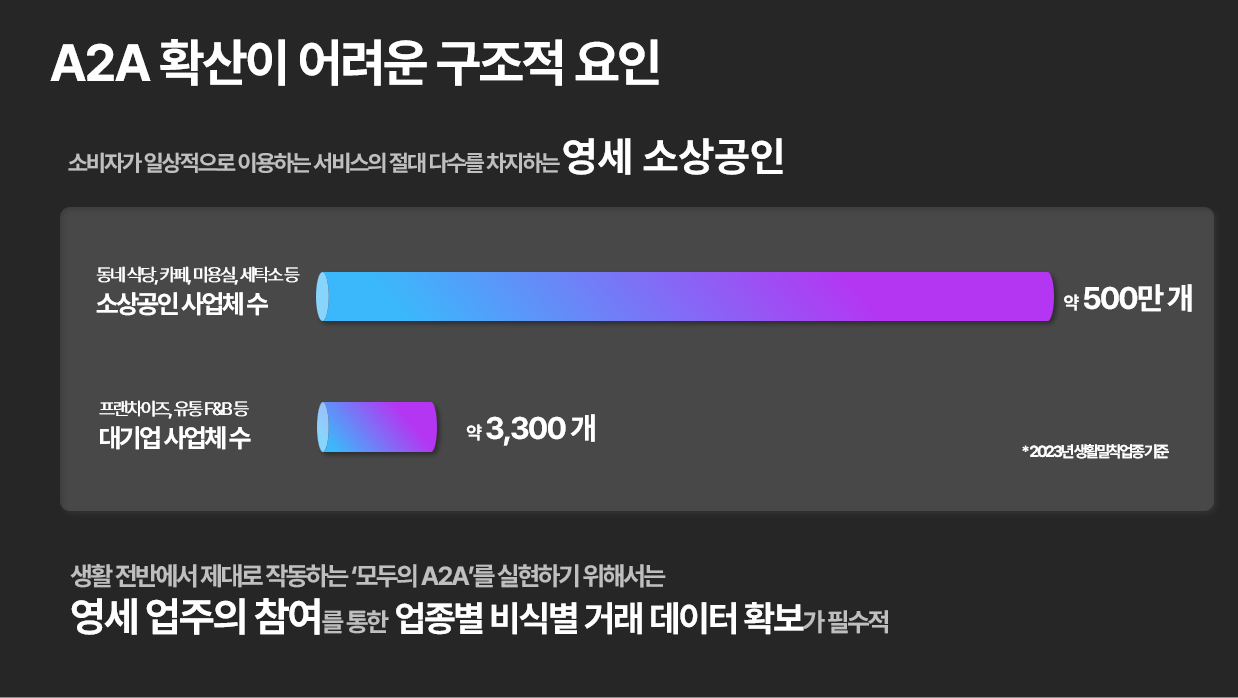 A2A 확산이 어려운 구조적 요인
소비자가 일상적으로 이용하는 서비스의 절대 다수를 차지하는 영세 소상공인
동네 식당, 카페, 미용실, 세탁소 등
소상공인 사업체 수
약 500만 개
프랜차이즈, 유통 F&B 등
대기업 사업체 수
약 3,300 개
* 2023년 생활밀착업종 기준
생활 전반에서 제대로 작동하는 ‘모두의 A2A’를 실현하기 위해서는
영세 업주의 참여를 통한 업종별 비식별 거래 데이터 확보가 필수적